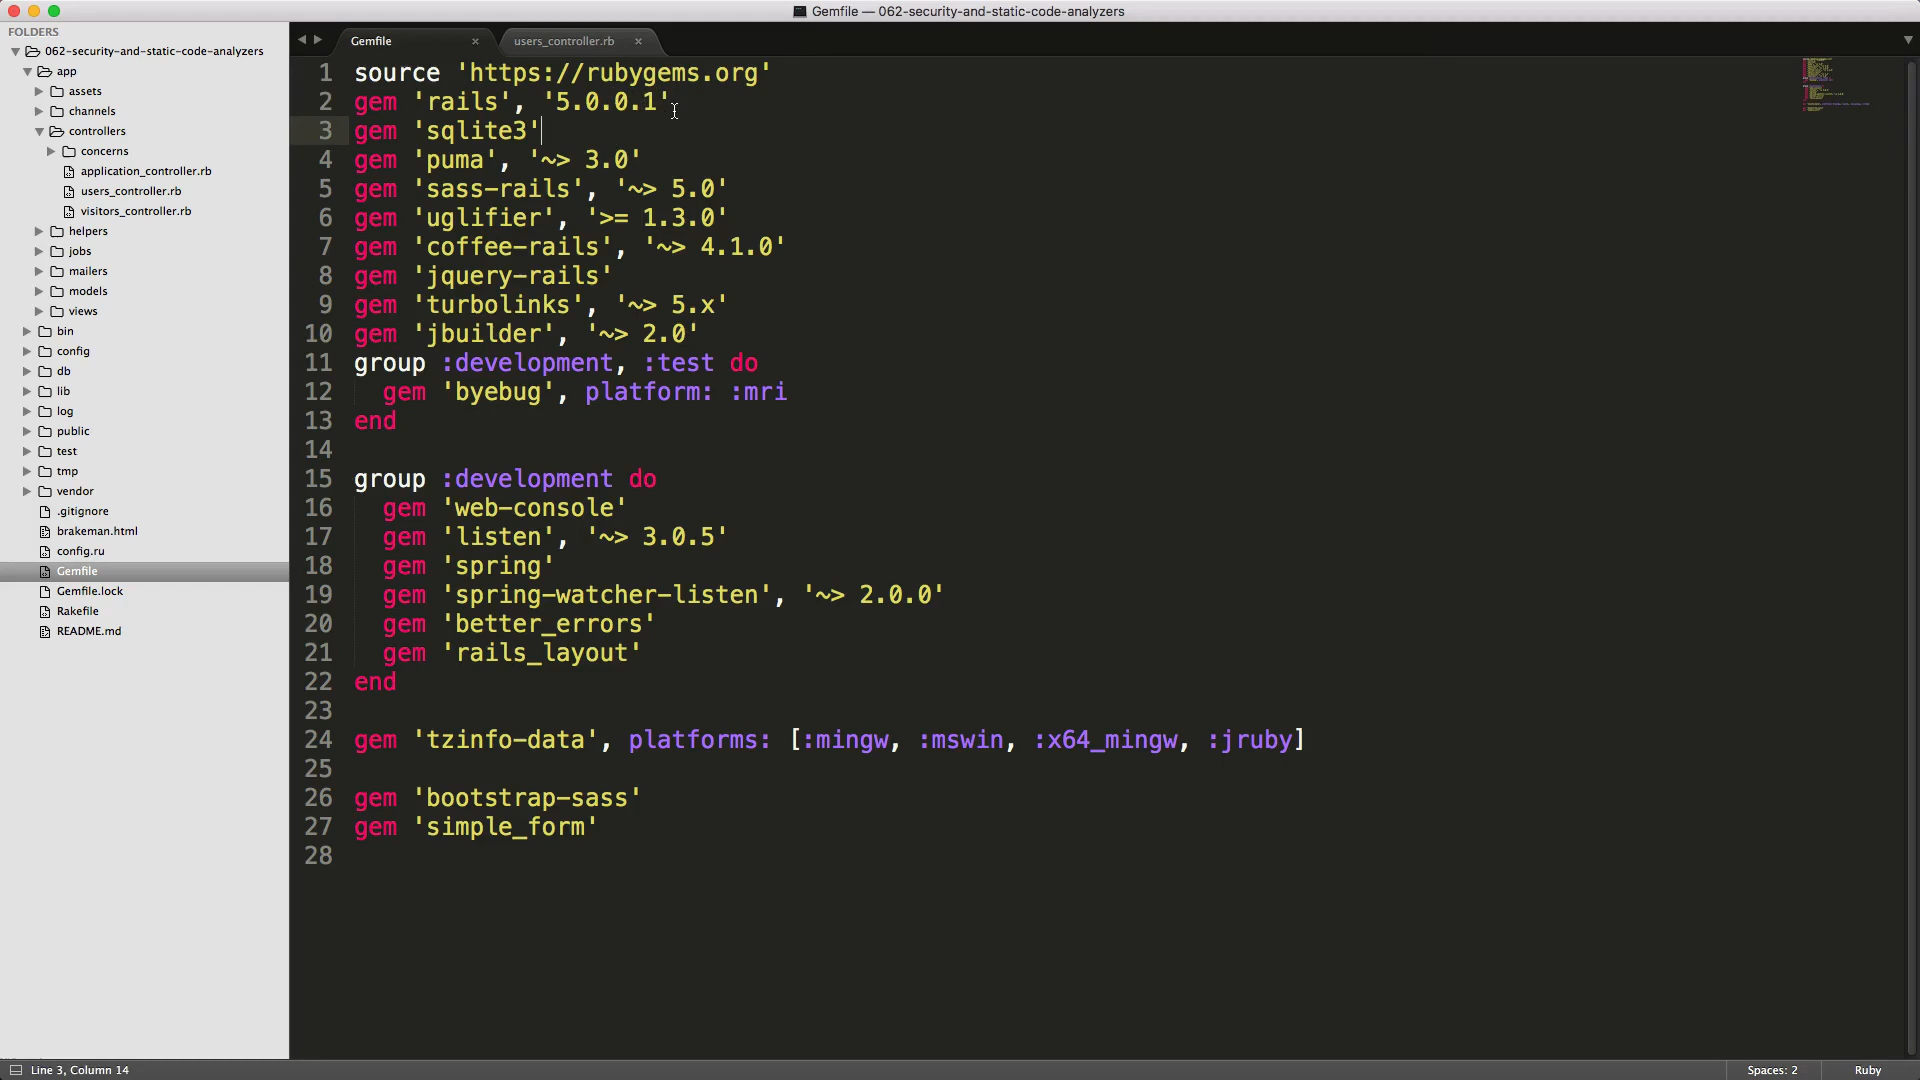 Gemfile — 062-security-and-static-code-analyzers
FOLDERS
062-security-and-static-code-analyzers
app
assets
channels
controllers
concerns
application_controller.rb
users_controller.rb
visitors_controller.rb
helpers
jobs
mailers
models
views
bin
config
db
lib
log
public
test
tmp
vendor
.gitignore
brakeman.html
config.ru
Gemfile
Gemfile.lock
Rakefile
README.md
Gemfile
users_controller.rb
1 source 'https://rubygems.org'
2 gem 'rails', '5.0.0.1'
3 gem 'sqlite3'
4 gem 'puma', '~> 3.0'
5 gem 'sass-rails', '~> 5.0'
6 gem 'uglifier', '>= 1.3.0'
7 gem 'coffee-rails', '~> 4.1.0'
8 gem 'jquery-rails'
9 gem 'turbolinks', '~> 5.x'
10 gem 'jbuilder', '~> 2.0'
11 group :development, :test do
12   gem 'byebug', platform: :mri
13 end
14
15 group :development do
16   gem 'web-console'
17   gem 'listen', '~> 3.0.5'
18   gem 'spring'
19   gem 'spring-watcher-listen', '~> 2.0.0'
20   gem 'better_errors'
21   gem 'rails_layout'
22 end
23
24 gem 'tzinfo-data', platforms: [:mingw, :mswin, :x64_mingw, :jruby]
25
26 gem 'bootstrap-sass'
27 gem 'simple_form'
28
Line 3, Column 14
Spaces: 2
Ruby